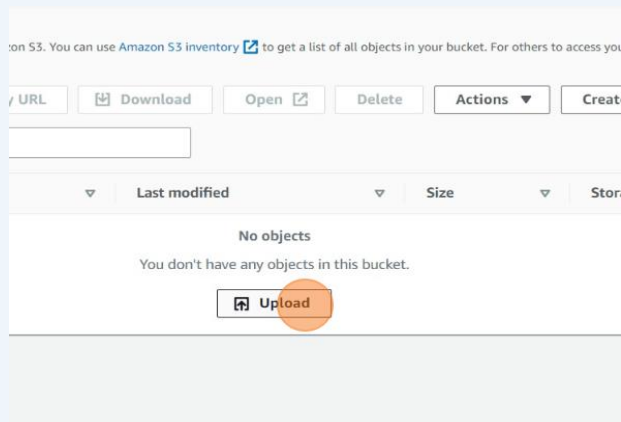 zon S3. You can use Amazon S3 inventory to get a list of all objects in your bucket. For others to access you
y URL Download Open Delete Actions Creat
Last modified Size Stor
No objects
You don't have any objects in this bucket.
Upload